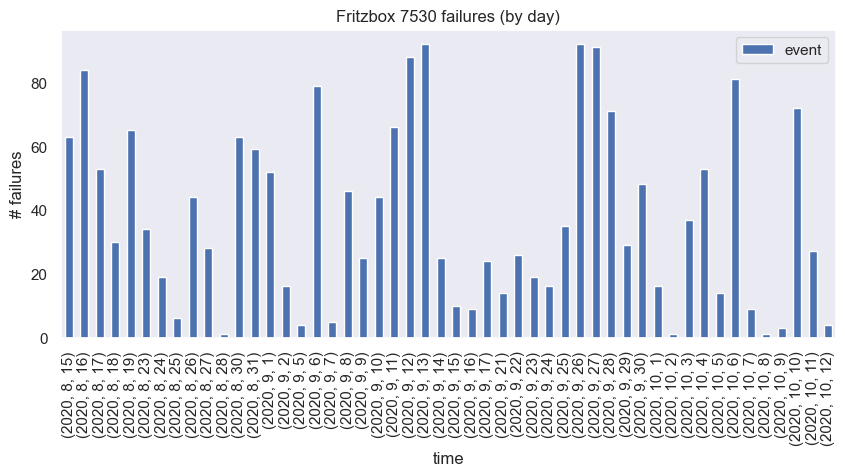 Fritzbox 7530 failures (by day)
event
# failures
80
60
40
20
0
(2020, 8, 15)
(2020, 8, 16)
(2020, 8, 17)
(2020, 8, 18)
(2020, 8, 19)
(2020, 8, 23)
(2020, 8, 24)
(2020, 8, 25)
(2020, 8, 26)
(2020, 8, 27)
(2020, 8, 28)
(2020, 8, 30)
(2020, 8, 31)
(2020, 9, 1)
(2020, 9, 2)
(2020, 9, 5)
(2020, 9, 6)
(2020, 9, 7)
(2020, 9, 8)
(2020, 9, 9)
(2020, 9, 10)
(2020, 9, 11)
(2020, 9, 12)
(2020, 9, 13)
(2020, 9, 14)
(2020, 9, 15)
(2020, 9, 16)
(2020, 9, 17)
(2020, 9, 21)
(2020, 9, 22)
(2020, 9, 23)
(2020, 9, 24)
(2020, 9, 25)
(2020, 9, 26)
(2020, 9, 27)
(2020, 9, 28)
(2020, 9, 29)
(2020, 9, 30)
(2020, 10, 1)
(2020, 10, 2)
(2020, 10, 3)
(2020, 10, 4)
(2020, 10, 5)
(2020, 10, 6)
(2020, 10, 7)
(2020, 10, 8)
(2020, 10, 9)
(2020, 10, 10)
(2020, 10, 11)
(2020, 10, 12)
time